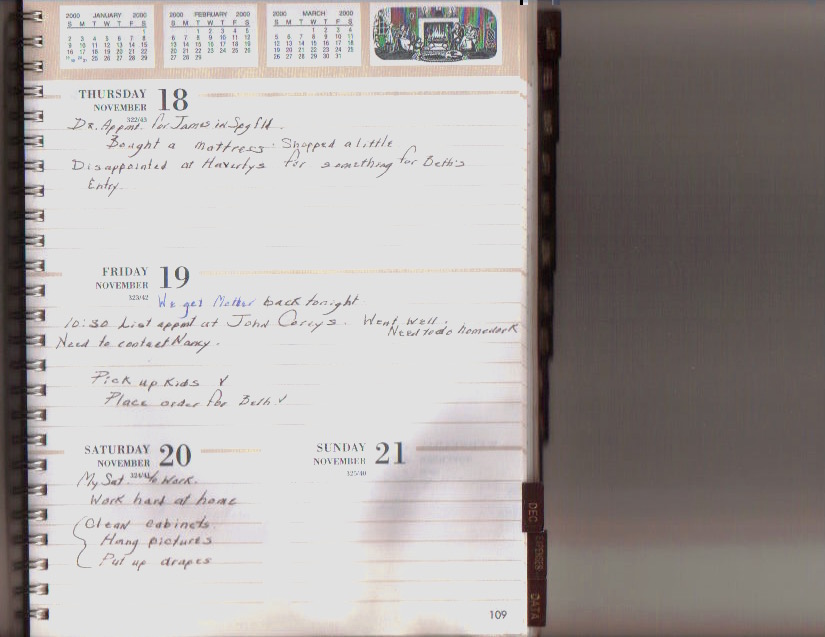 2000 JANUARY 2000
S M T W T F S
1
2 3 4 5 6 7 8
9 10 11 12 13 14 15
16 17 18 19 20 21 22
23/30 24/31 25 26 27 28 29
2000 FEBRUARY 2000
S M T W T F S
1 2 3 4 5
6 7 8 9 10 11 12
13 14 15 16 17 18 19
20 21 22 23 24 25 26
27 28 29
2000 MARCH 2000
S M T W T F S
1 2 3 4
5 6 7 8 9 10 11
12 13 14 15 16 17 18
19 20 21 22 23 24 25
26 27 28 29 30 31
THURSDAY 18
NOVEMBER
322/43
Dr. Appmt. for James in Spgfld.
Bought a mattress. Shopped a little
Disappointed at Haverlys for something for Beth's
Entry
FRIDAY 19
NOVEMBER
323/42
We get Mother back tonight
10:30 List appmt at John Corrys. Went well.
Need to do homework
Need to contact Nancy.
Pick up Kids ✓
Place order for Beth ✓
SATURDAY 20
NOVEMBER
324/41
My Sat. to Work.
Work hard at home
Clean cabinets
Hang pictures
Put up drapes
SUNDAY 21
NOVEMBER
325/40
DEC
EXPENSES
DATA
109